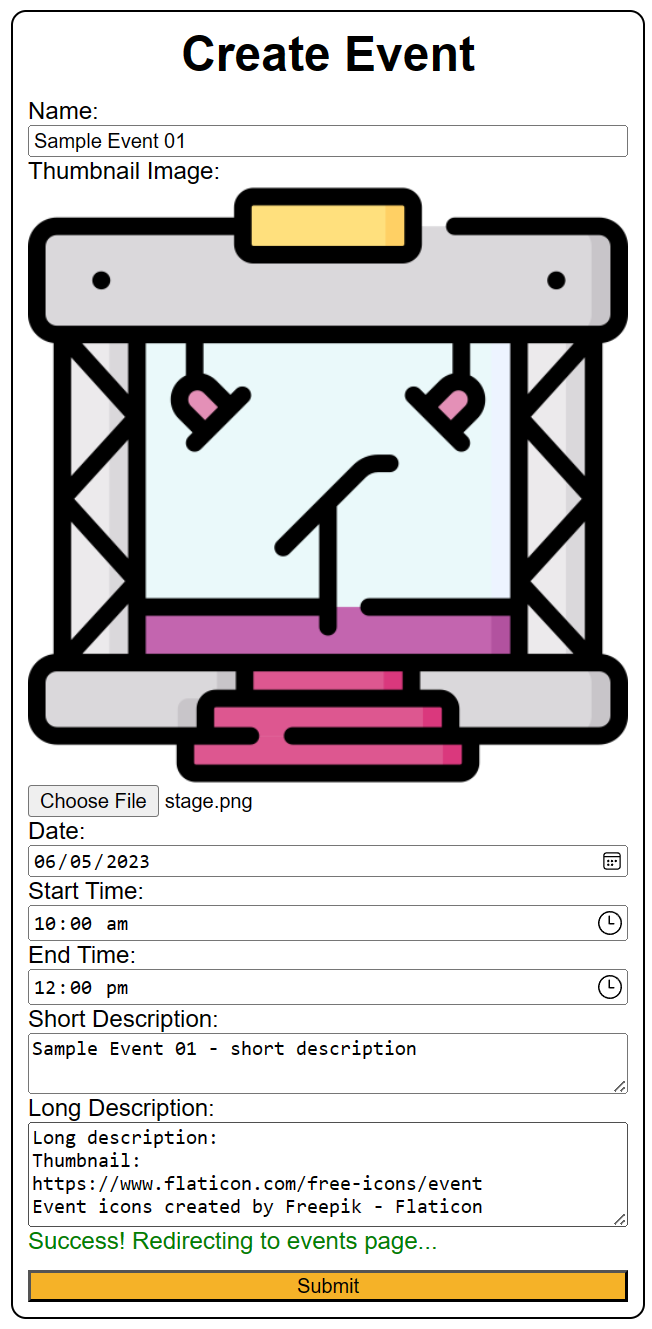 Create Event
Name:
Sample Event 01
Thumbnail Image:
Choose File stage.png
Date:
06/05/2023
Start Time:
10:00 am
End Time:
12:00 pm
Short Description:
Sample Event 01 - short description
Long Description:
Long description:
Thumbnail:
https://www.flaticon.com/free-icons/event
Event icons created by Freepik - Flaticon
Success! Redirecting to events page...
Submit